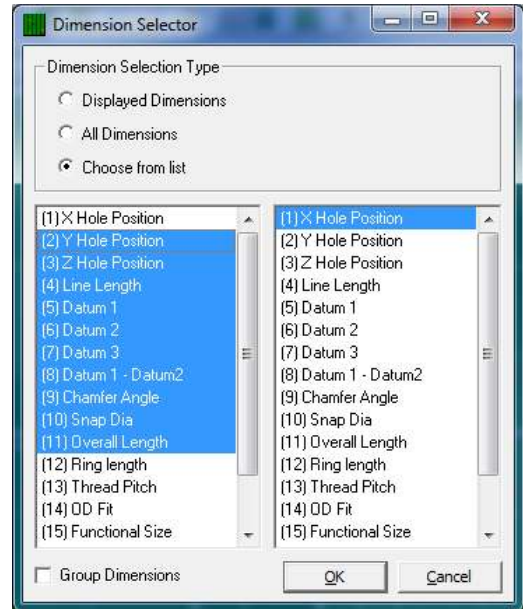 Dimension Selector
Dimension Selection Type
Displayed Dimensions
All Dimensions
Choose from list
(1) X Hole Position
(2) Y Hole Position
(3) Z Hole Position
(4) Line Length
(5) Datum 1
(6) Datum 2
(7) Datum 3
(8) Datum 1 - Datum2
(9) Chamfer Angle
(10) Snap Dia
(11) Overall Length
(12) Ring length
(13) Thread Pitch
(14) OD Fit
(15) Functional Size
(1) X Hole Position
(2) Y Hole Position
(3) Z Hole Position
(4) Line Length
(5) Datum 1
(6) Datum 2
(7) Datum 3
(8) Datum 1 - Datum2
(9) Chamfer Angle
(10) Snap Dia
(11) Overall Length
(12) Ring length
(13) Thread Pitch
(14) OD Fit
(15) Functional Size
Group Dimensions
OK
Cancel